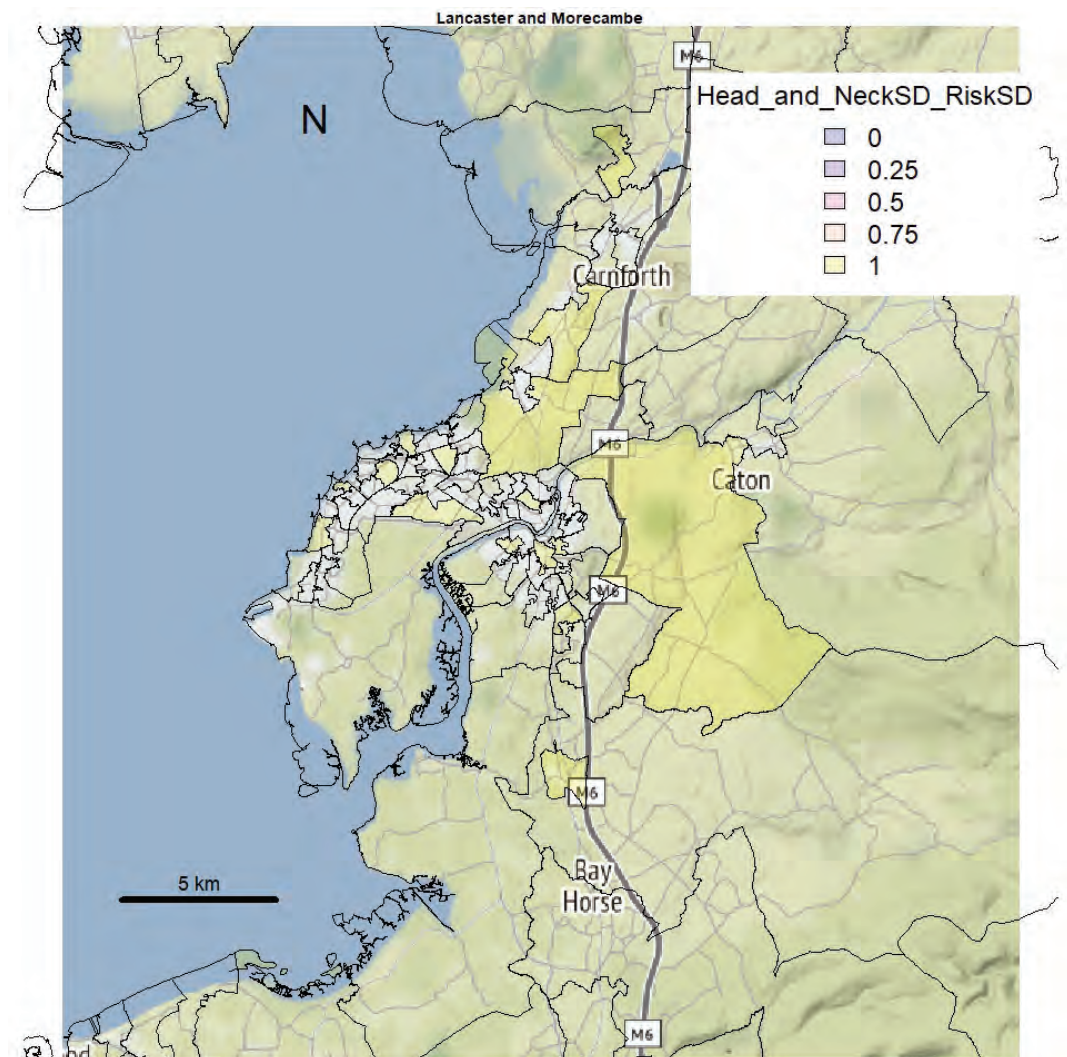 Lancaster and Morecambe
M6
N
Head_and_NeckSD_RiskSD
0
0.25
0.5
0.75
1
Carnforth
M6
Caton
M6
M6
5 km
Bay
Horse
M6